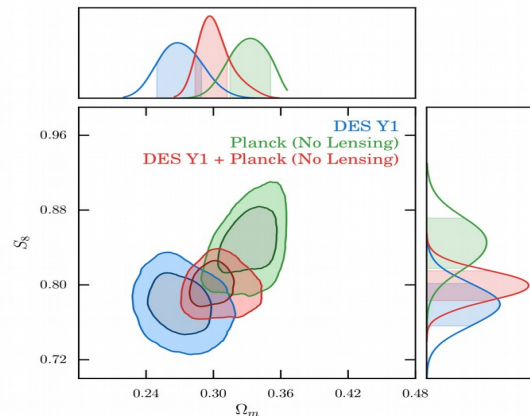 DES Y1
Planck (No Lensing)
DES Y1 + Planck (No Lensing)
0.96
0.88
0.80
0.72
S8
0.24
0.30
0.36
0.42
0.48
Ωm